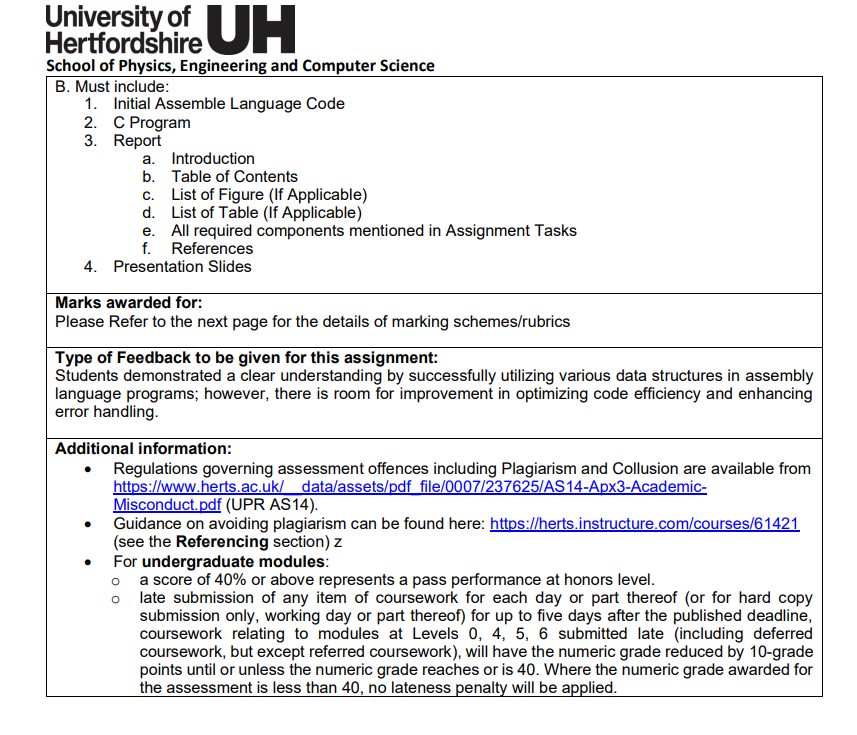 University of
Hertfordshire UH
School of Physics, Engineering and Computer Science
B. Must include:
1. Initial Assemble Language Code
2. C Program
3. Report
a. Introduction
b. Table of Contents
c. List of Figure (If Applicable)
d. List of Table (If Applicable)
e. All required components mentioned in Assignment Tasks
f. References
4. Presentation Slides
Marks awarded for:
Please Refer to the next page for the details of marking schemes/rubrics
Type of Feedback to be given for this assignment:
Students demonstrated a clear understanding by successfully utilizing various data structures in assembly
language programs; however, there is room for improvement in optimizing code efficiency and enhancing
error handling.
Additional information:
• Regulations governing assessment offences including Plagiarism and Collusion are available from
https://www.herts.ac.uk/__data/assets/pdf_file/0007/237625/AS14-Apx3-Academic-
Misconduct.pdf (UPR AS14).
• Guidance on avoiding plagiarism can be found here: https://herts.instructure.com/courses/61421
(see the Referencing section) z
• For undergraduate modules:
o a score of 40% or above represents a pass performance at honors level.
o late submission of any item of coursework for each day or part thereof (or for hard copy
submission only, working day or part thereof) for up to five days after the published deadline,
coursework relating to modules at Levels 0, 4, 5, 6 submitted late (including deferred
coursework, but except referred coursework), will have the numeric grade reduced by 10-grade
points until or unless the numeric grade reaches or is 40. Where the numeric grade awarded for
the assessment is less than 40, no lateness penalty will be applied.